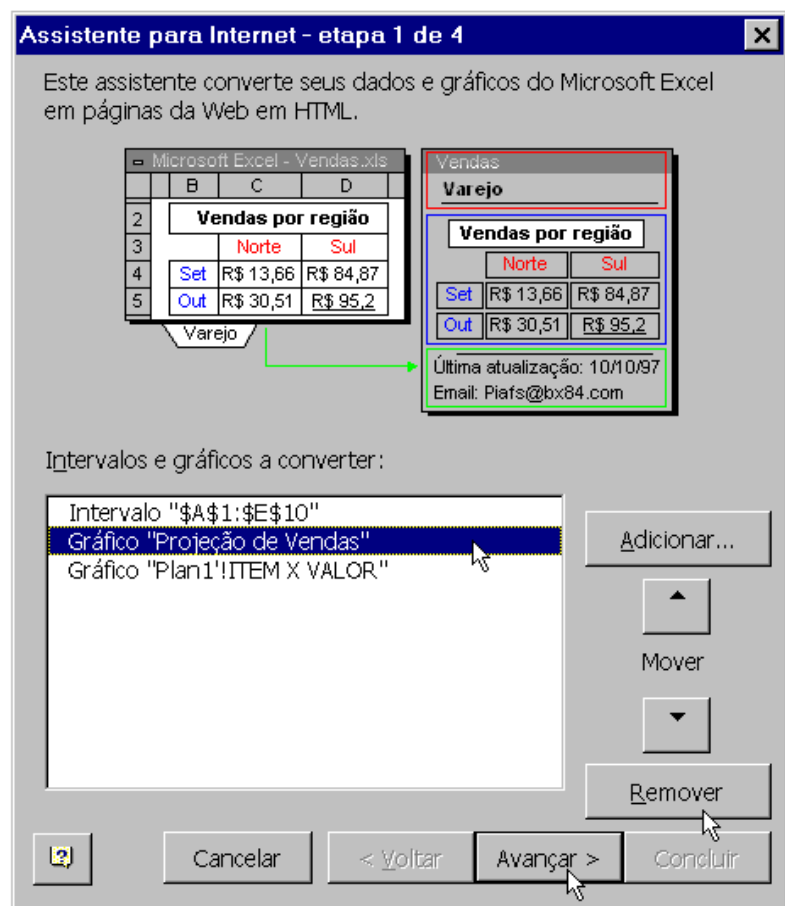 Assistente para Internet - etapa 1 de 4
Este assistente converte seus dados e gráficos do Microsoft Excel
em páginas da Web em HTML.
Microsoft Excel - Vendas.xls
B C D
2 Vendas por região
3 Norte Sul
4 Set R$ 13,66 R$ 84,87
5 Out R$ 30,51 R$ 95,2
Varejo
Vendas
Varejo
Vendas por região
Norte Sul
Set R$ 13,66 R$ 84,87
Out R$ 30,51 R$ 95,2
Última atualização: 10/10/97
Email: Piafs@bx84.com
Intervalos e gráficos a converter:
Intervalo "$A$1:$E$10"
Gráfico "Projeção de Vendas"
Gráfico "Plan1'!ITEM X VALOR"
Adicionar...
Mover
Remover
Cancelar
< Voltar
Avançar >
Concluir